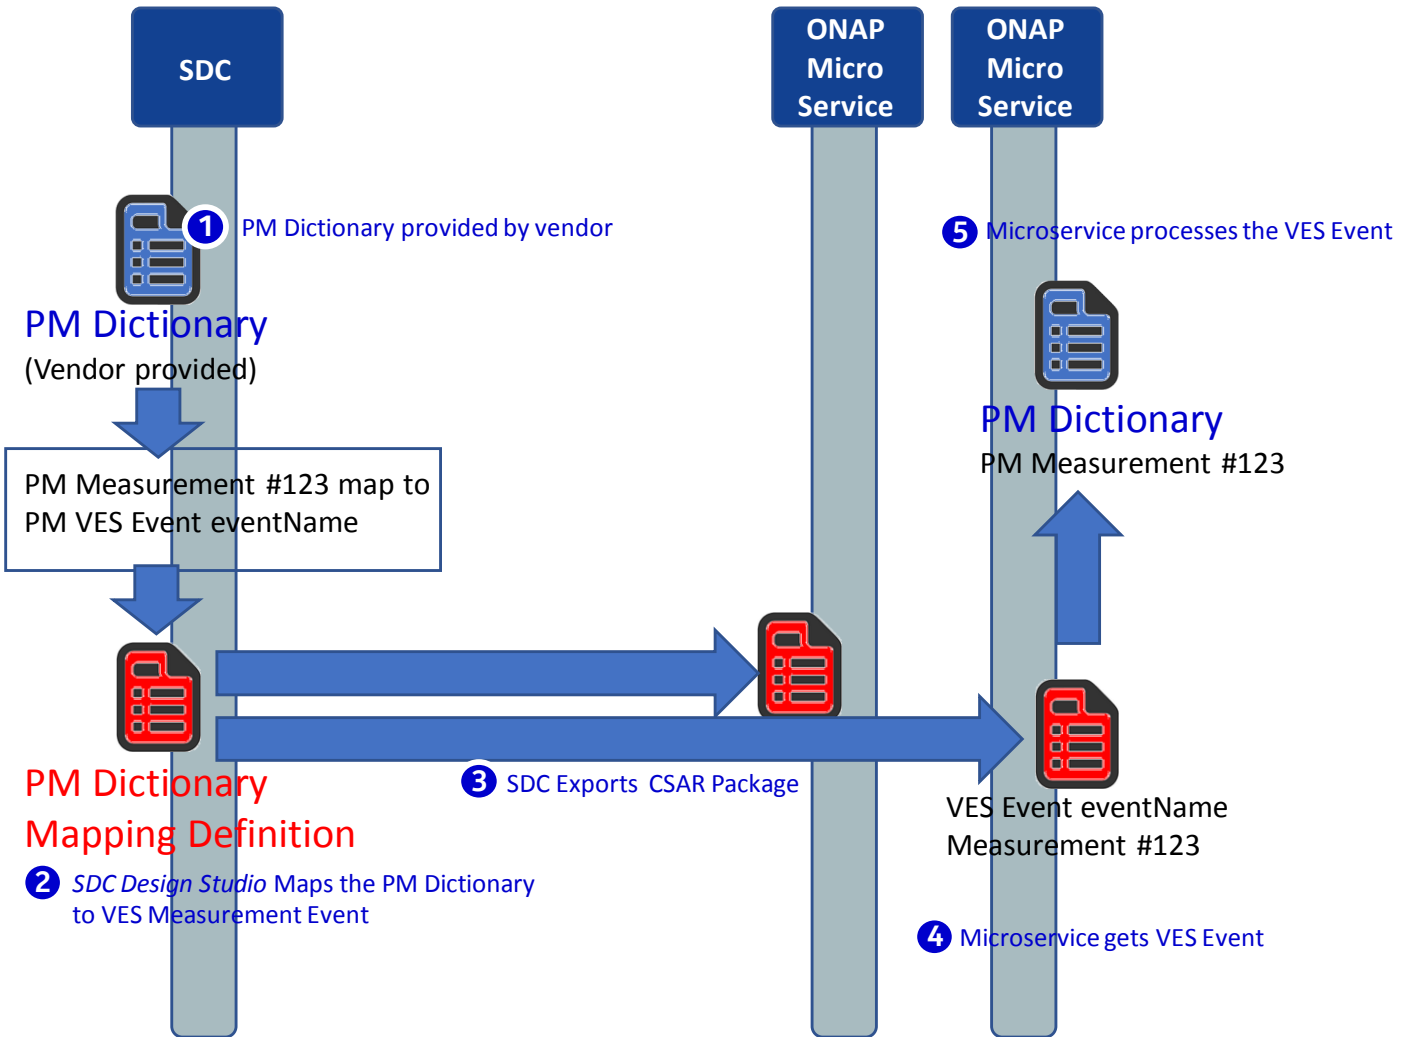 SDC
ONAP
Micro
Service
ONAP
Micro
Service
1 PM Dictionary provided by vendor
5 Microservice processes the VES Event
PM Dictionary
(Vendor provided)
PM Dictionary
PM Measurement #123
PM Measurement #123 map to
PM VES Event eventName
PM Dictionary
Mapping Definition
3 SDC Exports CSAR Package
VES Event eventName
Measurement #123
2 SDC Design Studio Maps the PM Dictionary
to VES Measurement Event
4 Microservice gets VES Event